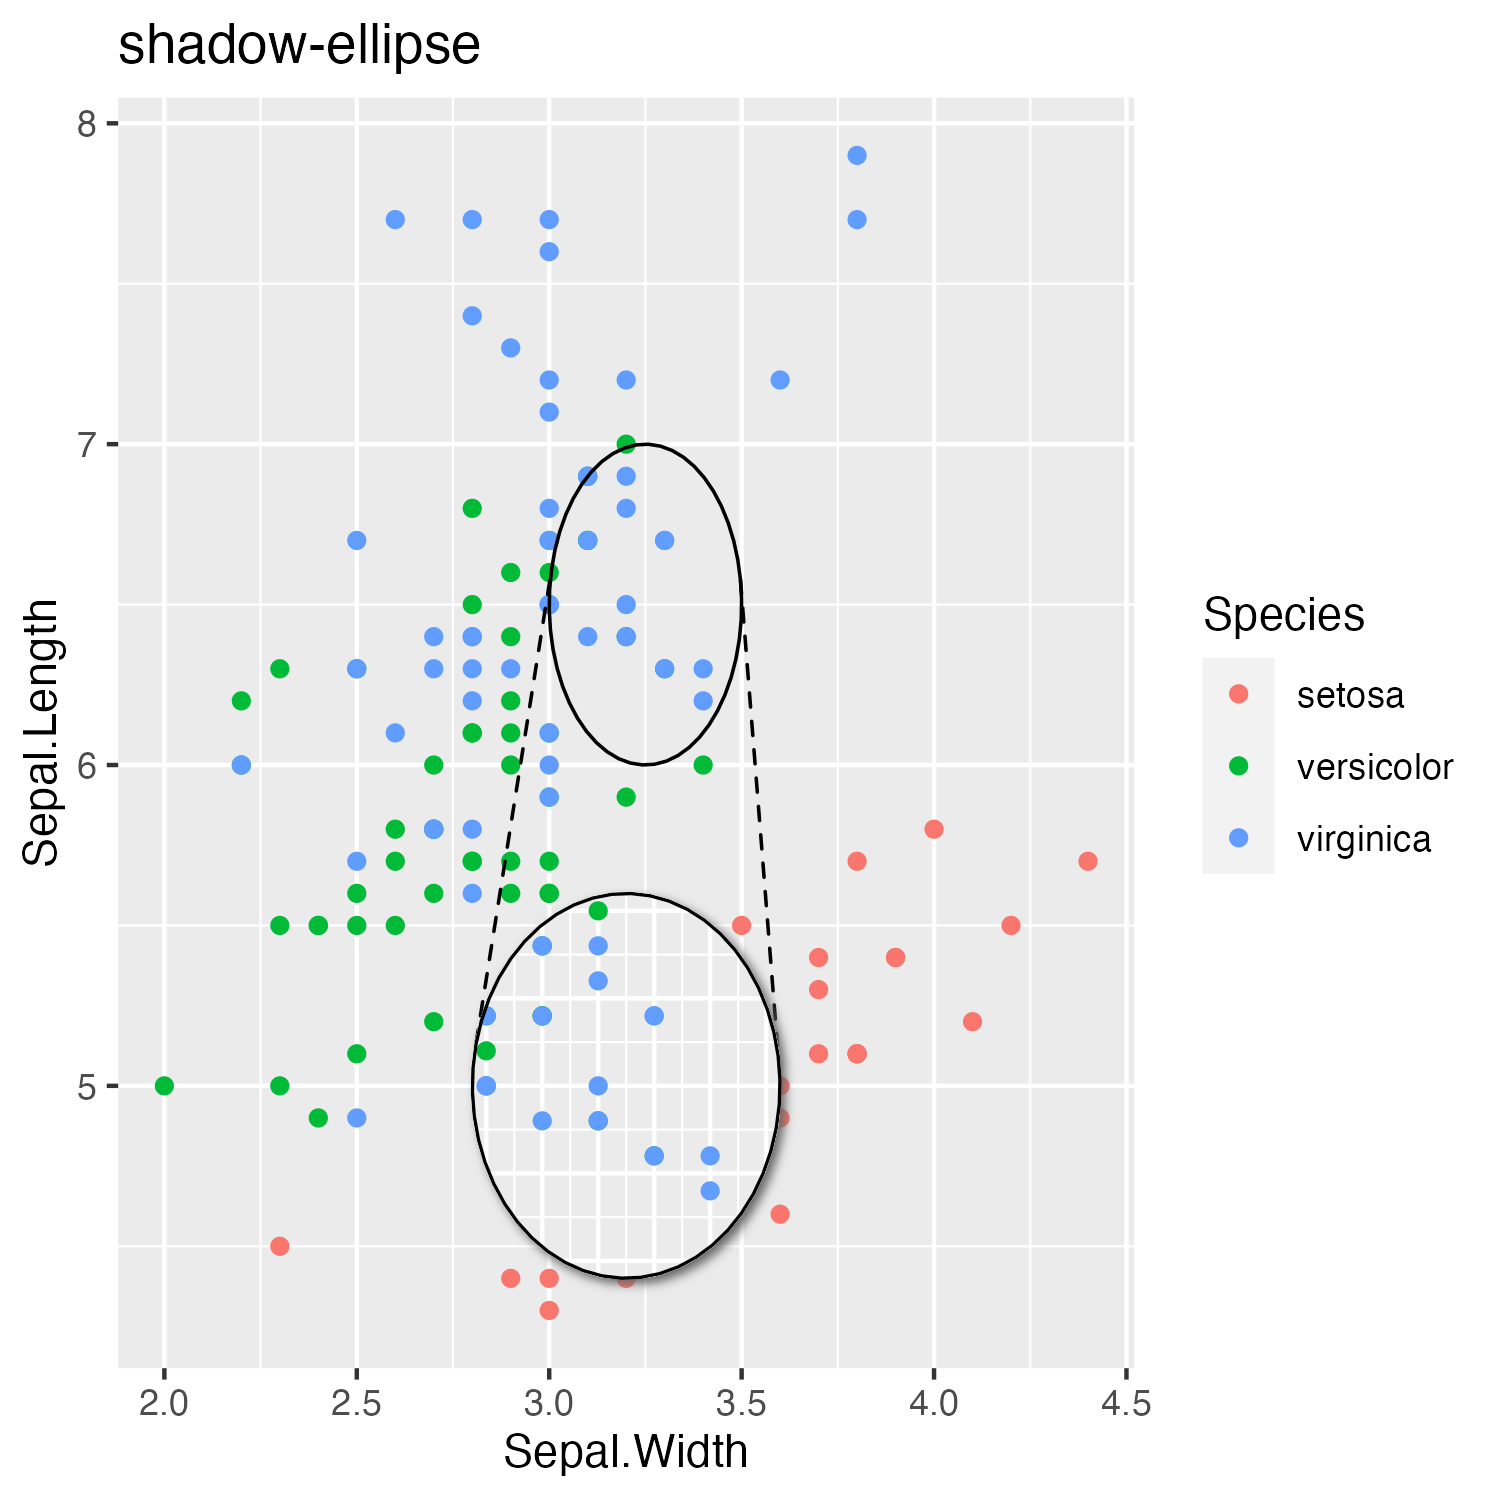 shadow-ellipse
8
7
6
5
Sepal.Length
2.0 2.5 3.0 3.5 4.0 4.5
Sepal.Width
Species
setosa
versicolor
virginica